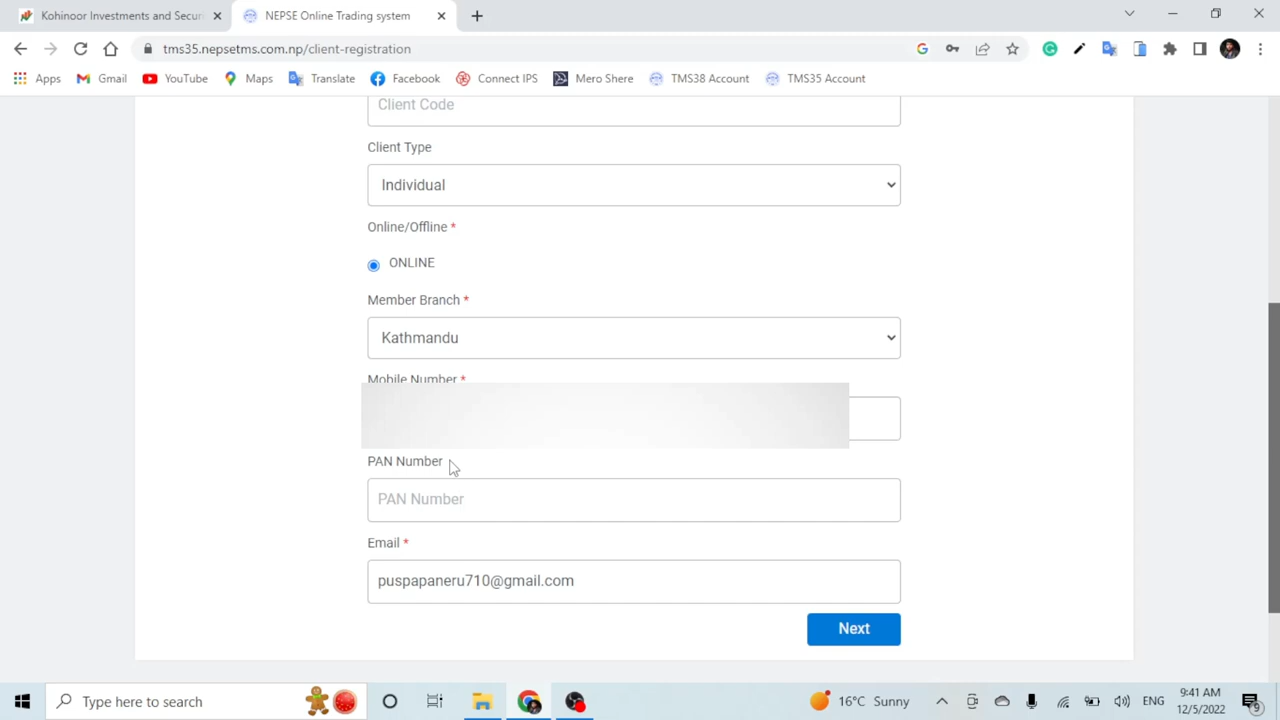 Kohinoor Investments and Securi
NEPSE Online Trading system
tms35.nepsetms.com.np/client-registration
Apps
Gmail
YouTube
Maps
Translate
Facebook
Connect IPS
Mero Share
TMS38 Account
TMS35 Account
Client Code
Client Type
Individual
Online/Offline *
ONLINE
Member Branch *
Kathmandu
Mobile Number *
PAN Number
PAN Number
Email *
puspapaneru710@gmail.com
Next
Type here to search
16°C Sunny
ENG
9:41 AM
12/5/2022
9